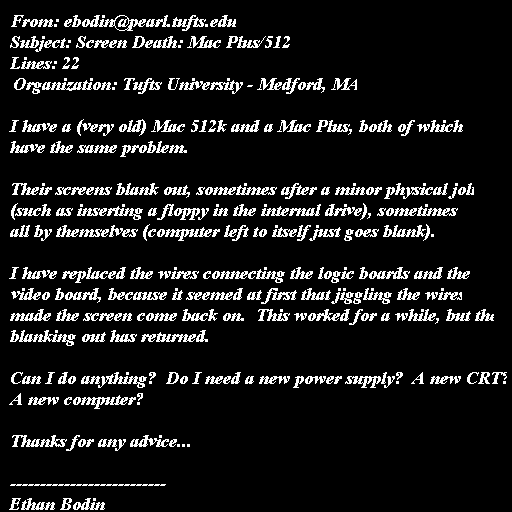 From: ebodin@pearl.tufts.edu
Subject: Screen Death: Mac Plus/512
Lines: 22
Organization: Tufts University - Medford, MA
I have a (very old) Mac 512k and a Mac Plus, both of which
have the same problem.
Their screens blank out, sometimes after a minor physical jolt
(such as inserting a floppy in the internal drive), sometimes
all by themselves (computer left to itself just goes blank).
I have replaced the wires connecting the logic boards and the
video board, because it seemed at first that jiggling the wires
made the screen come back on.  This worked for a while, but the
blanking out has returned.
Can I do anything?  Do I need a new power supply?  A new CRT?
A new computer?
Thanks for any advice...
--------------------------
Ethan Bodin